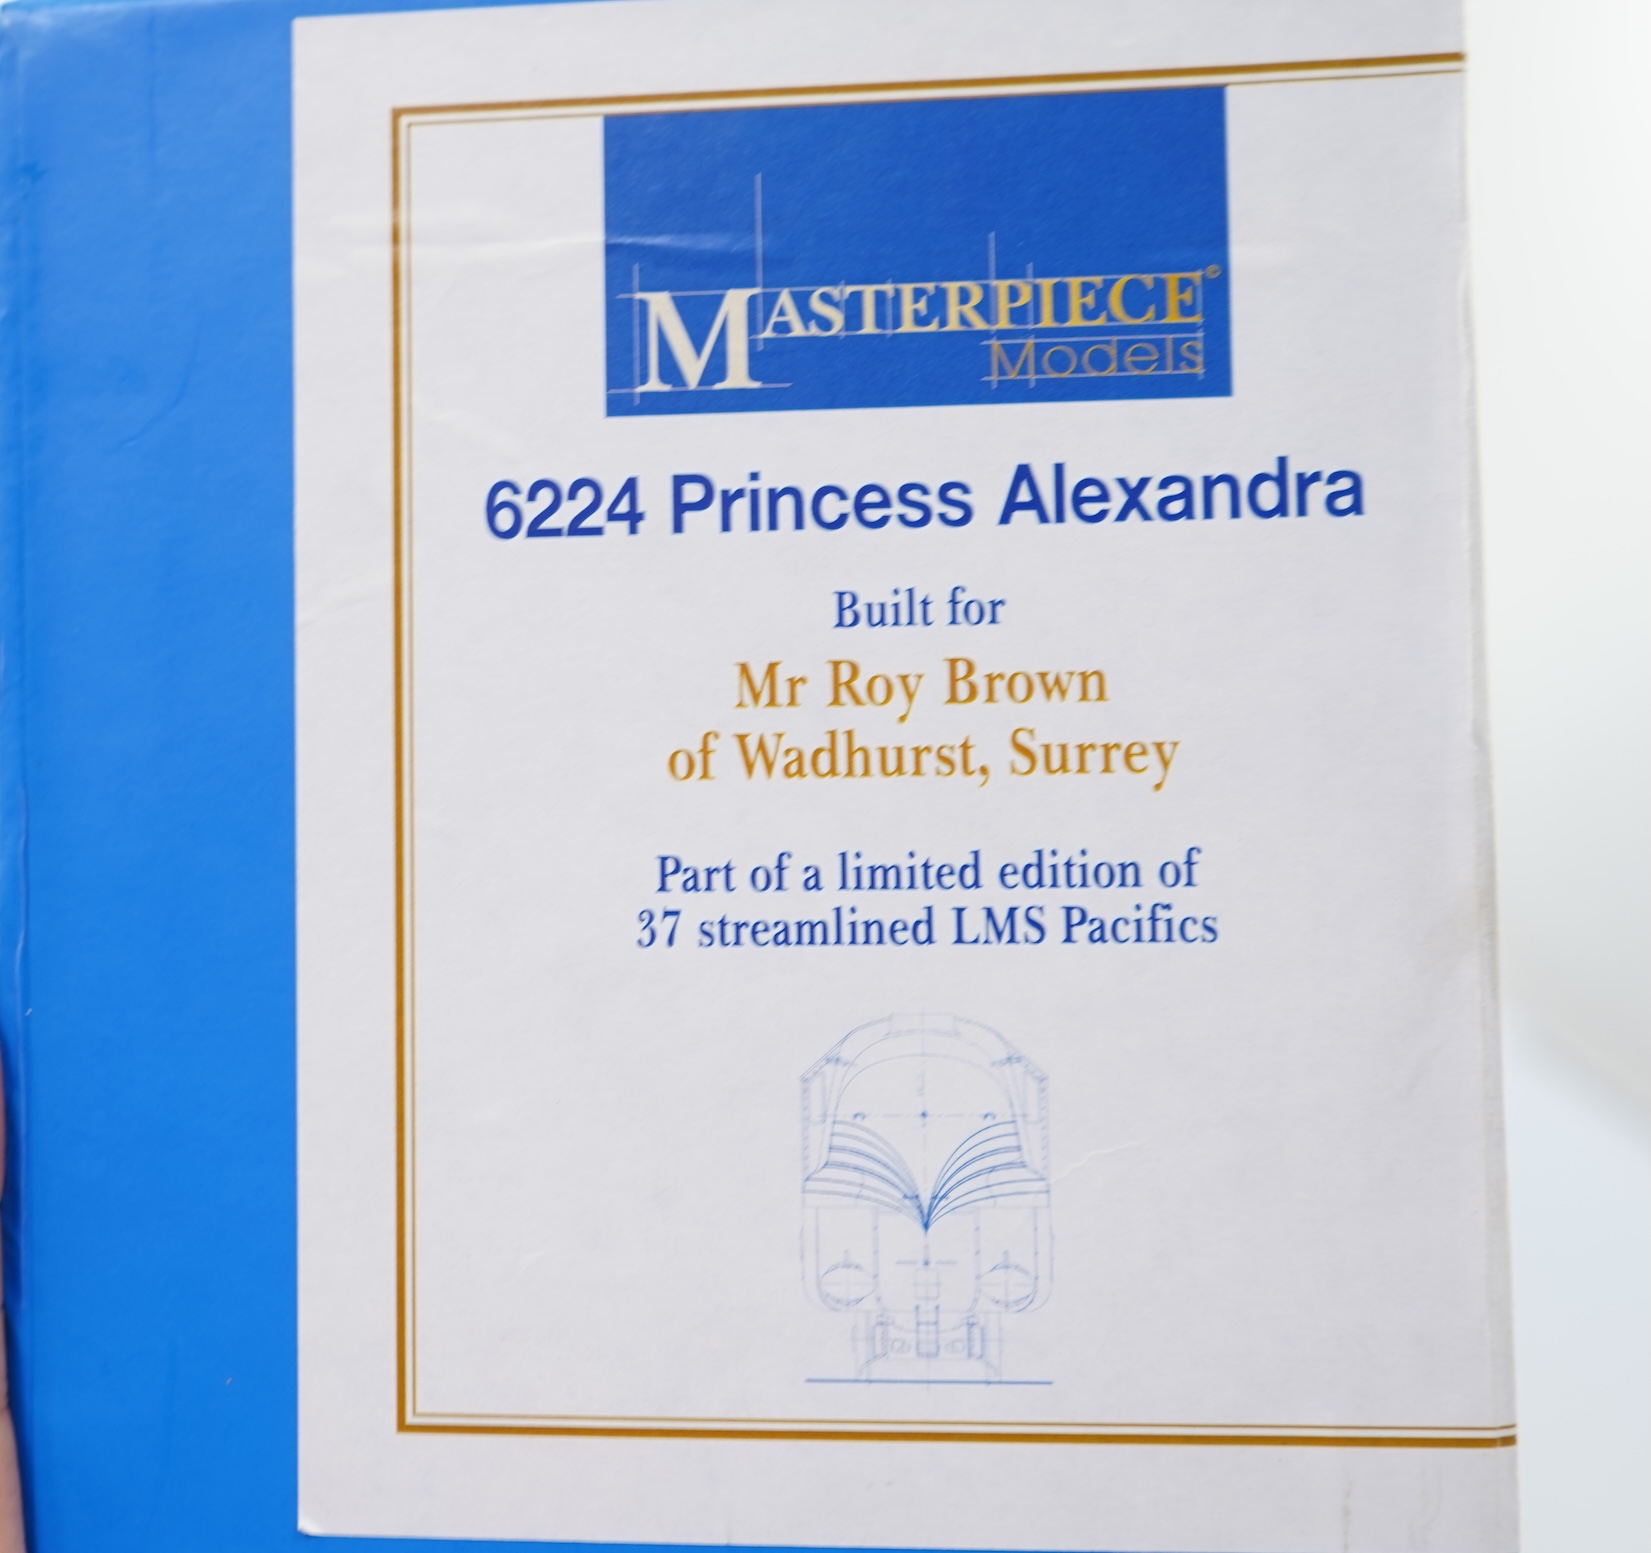 MASTERPIECE®
Models
6224 Princess Alexandra
Built for
Mr Roy Brown
of Wadhurst, Surrey
Part of a limited edition of
37 streamlined LMS Pacifics